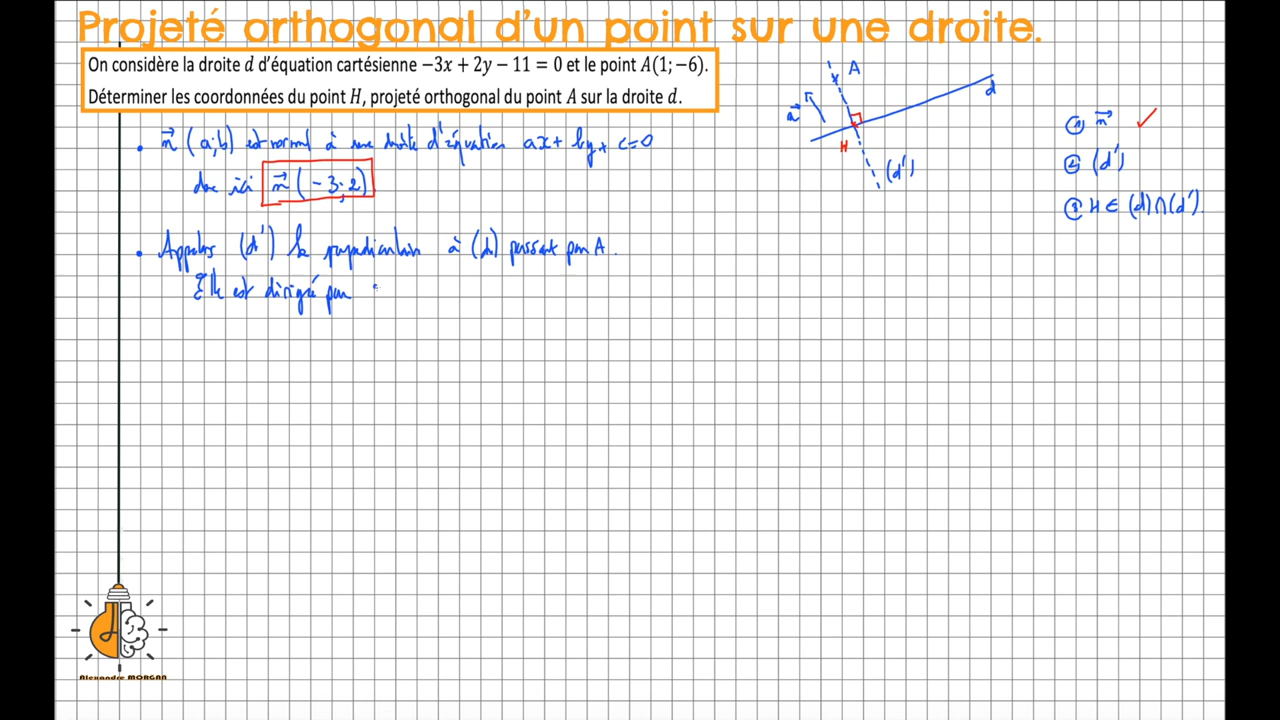 Projeté orthogonal d'un point sur une droite.
On considère la droite d d'équation cartésienne −3x + 2y − 11 = 0 et le point A(1; −6).
Déterminer les coordonnées du point H, projeté orthogonal du point A sur la droite d.
• n⃗ (a;b) est normal à une droite d'équation ax + by + c = 0
donc ici n⃗ (−3;2)
• Appelons (d') la perpendiculaire à (d) passant par A.
Elle est dirigée par
A
d
n⃗
H
(d')
① n⃗ ✓
② (d')
③ H ∈ (d)∩(d').
Alexandre MORGAN